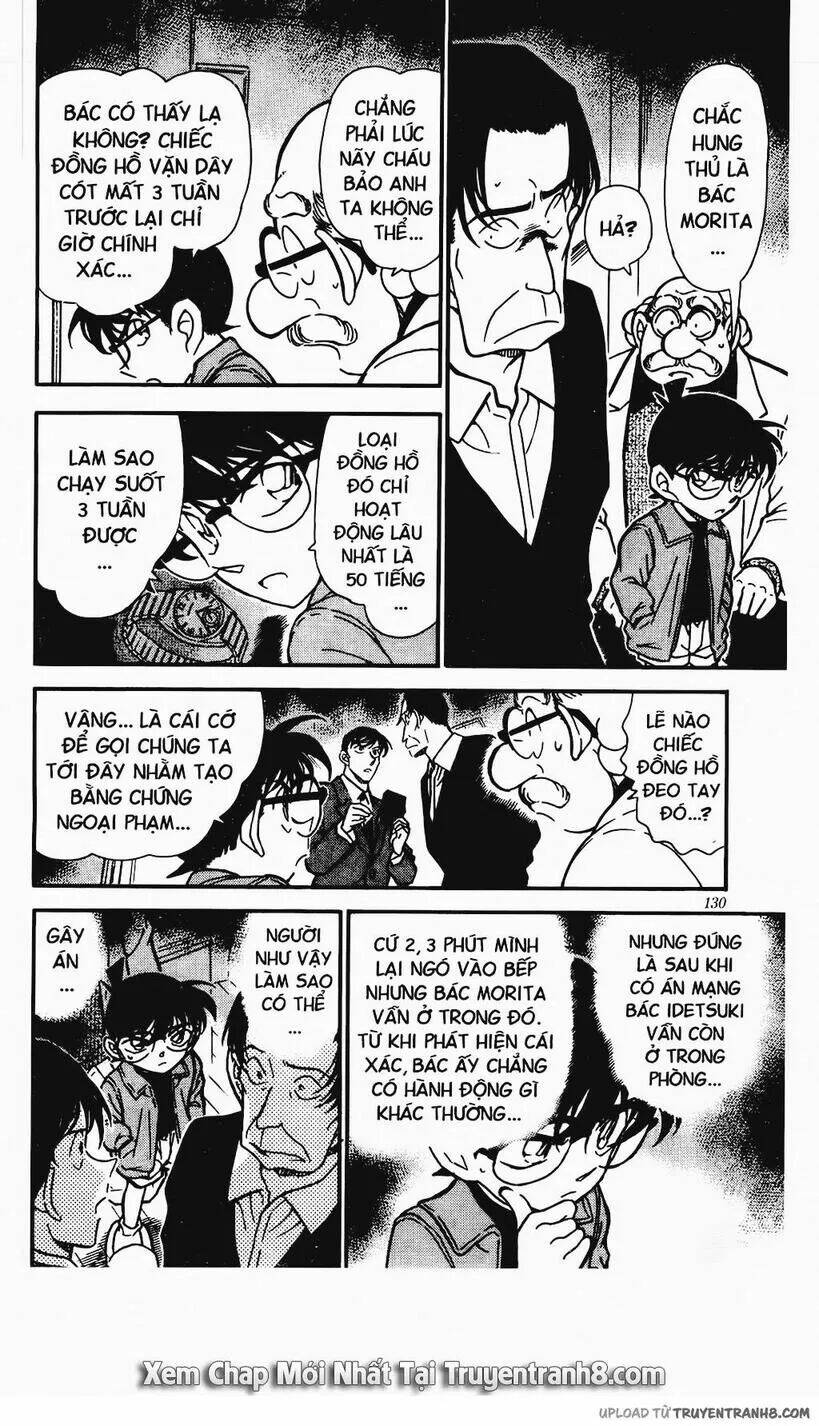 CHẮC
HUNG
THỦ LÀ
BÁC
MORITA
...
HẢ?
CHẲNG
PHẢI LÚC
NÃY CHÁU
BẢO ANH
TA KHÔNG
THỂ...
BÁC CÓ THẤY LẠ
KHÔNG? CHIẾC
ĐỒNG HỒ VẶN DÂY
CÓT MẤT 3 TUẦN
TRƯỚC LẠI CHỈ
GIỜ CHÍNH
XÁC...
LOẠI
ĐỒNG HỒ
ĐÓ CHỈ
HOẠT
ĐỘNG LÂU
NHẤT LÀ
50 TIẾNG
...
LÀM SAO
CHẠY SUỐT
3 TUẦN
ĐƯỢC
...
LẼ NÀO
CHIẾC
ĐỒNG HỒ
ĐEO TAY
ĐÓ...?
VÂNG... LÀ CÁI CỚ
ĐỂ GỌI CHÚNG TA
TỚI ĐÂY NHẰM TẠO
BẰNG CHỨNG
NGOẠI PHẠM...
130
NHƯNG ĐÚNG
LÀ SAU KHI
CÓ ÁN MẠNG
BÁC IDETSUKI
VẪN CÒN
Ở TRONG
PHÒNG...
CỨ 2, 3 PHÚT MÌNH
LẠI NGÓ VÀO BẾP
NHƯNG BÁC MORITA
VẪN Ở TRONG ĐÓ.
TỪ KHI PHÁT HIỆN CÁI
XÁC, BÁC ẤY CHẲNG
CÓ HÀNH ĐỘNG GÌ
KHÁC THƯỜNG...
NGƯỜI
NHƯ VẬY
LÀM SAO
CÓ THỂ
...
GÂY
ÁN
...
Xem Chap Mới Nhất Tại Truyentranh8.com
UPLOAD TỪ TRUYENTRANH8.COM